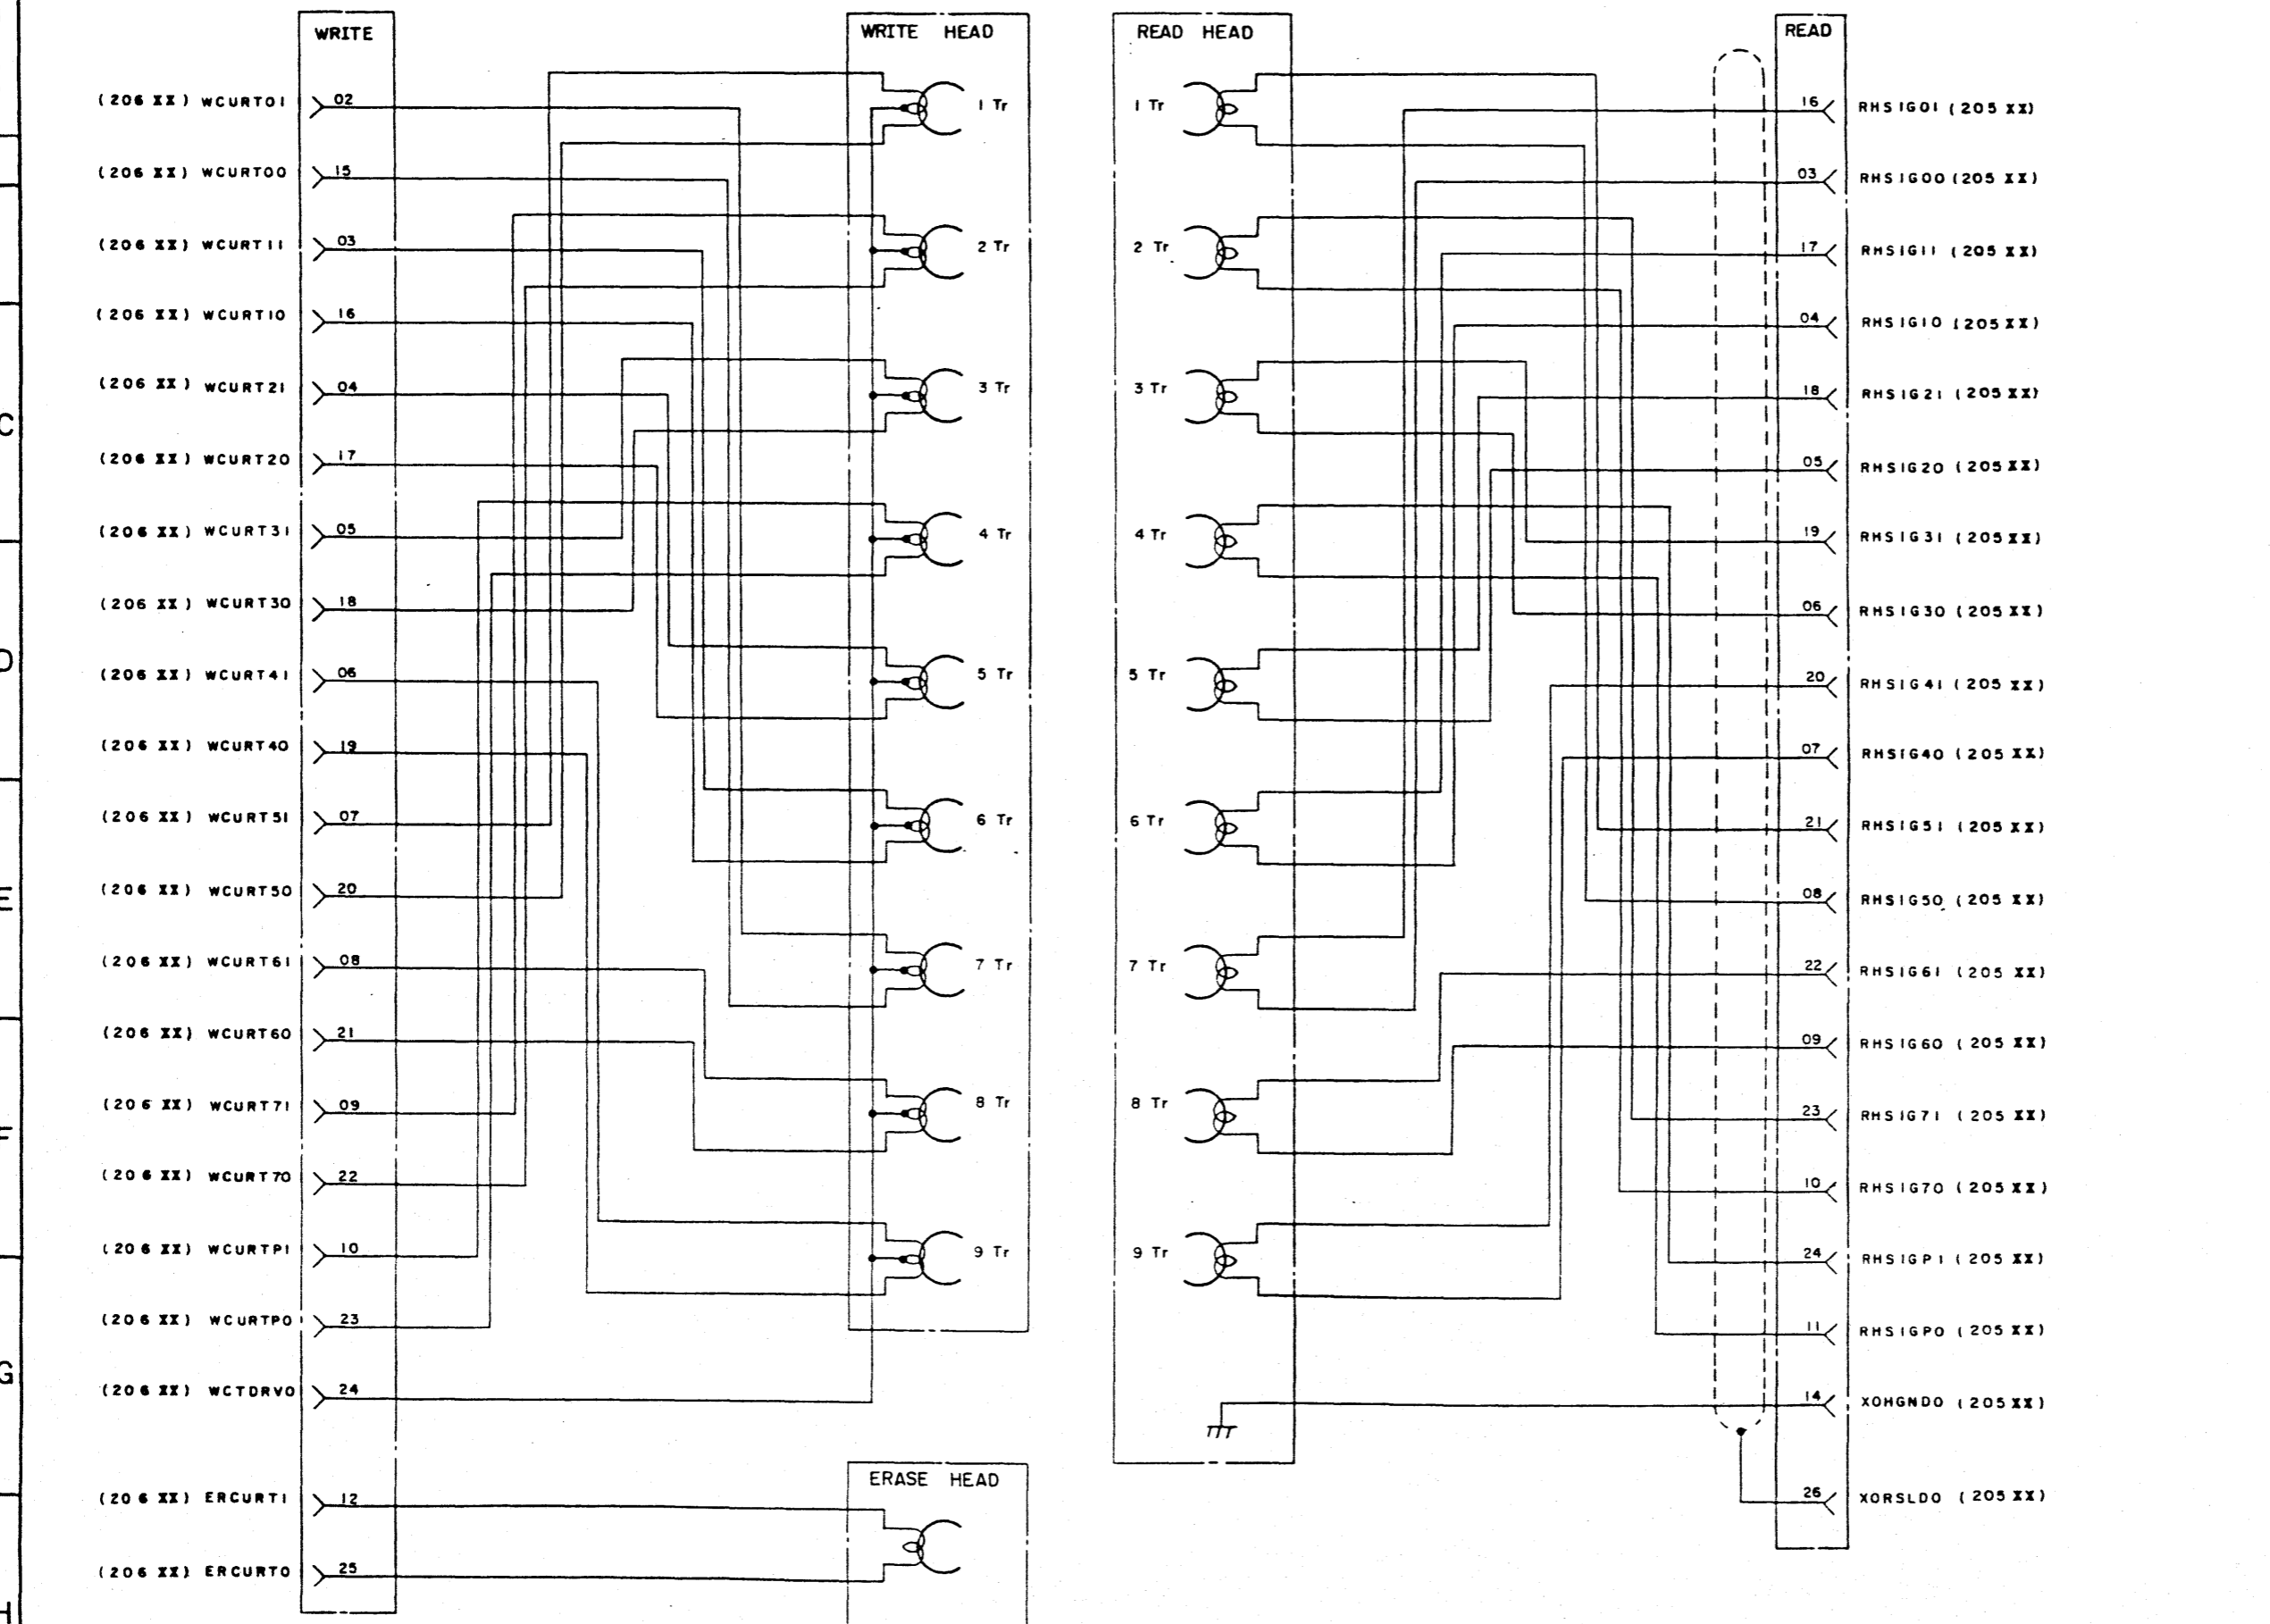 WRITE
WRITE HEAD
READ HEAD
READ
(206 XX) WCURT01 02
1 Tr
1 Tr
16 RHSIG01 (205 XX)
(206 XX) WCURT00 15
03 RHSIG00 (205 XX)
(206 XX) WCURT11 03
2 Tr
2 Tr
17 RHSIG11 (205 XX)
(206 XX) WCURT10 16
04 RHSIG10 (205 XX)
C
(206 XX) WCURT21 04
3 Tr
3 Tr
18 RHSIG21 (205 XX)
(206 XX) WCURT20 17
05 RHSIG20 (205 XX)
(206 XX) WCURT31 05
4 Tr
4 Tr
19 RHSIG31 (205 XX)
(206 XX) WCURT30 18
06 RHSIG30 (205 XX)
D
(206 XX) WCURT41 06
5 Tr
5 Tr
20 RHSIG41 (205 XX)
(206 XX) WCURT40 19
07 RHSIG40 (205 XX)
(206 XX) WCURT51 07
6 Tr
6 Tr
21 RHSIG51 (205 XX)
E
(206 XX) WCURT50 20
08 RHSIG50 (205 XX)
(206 XX) WCURT61 08
7 Tr
7 Tr
22 RHSIG61 (205 XX)
(206 XX) WCURT60 21
09 RHSIG60 (205 XX)
F
(206 XX) WCURT71 09
8 Tr
8 Tr
23 RHSIG71 (205 XX)
(206 XX) WCURT70 22
10 RHSIG70 (205 XX)
(206 XX) WCURTP1 10
9 Tr
9 Tr
24 RHSIGP1 (205 XX)
(206 XX) WCURTP0 23
11 RHSIGP0 (205 XX)
G
(206 XX) WCTDRV0 24
14 X0HGND0 (205 XX)
ERASE HEAD
(206 XX) ERCURT1 12
26 X0RSLD0 (205 XX)
(206 XX) ERCURT0 25
H